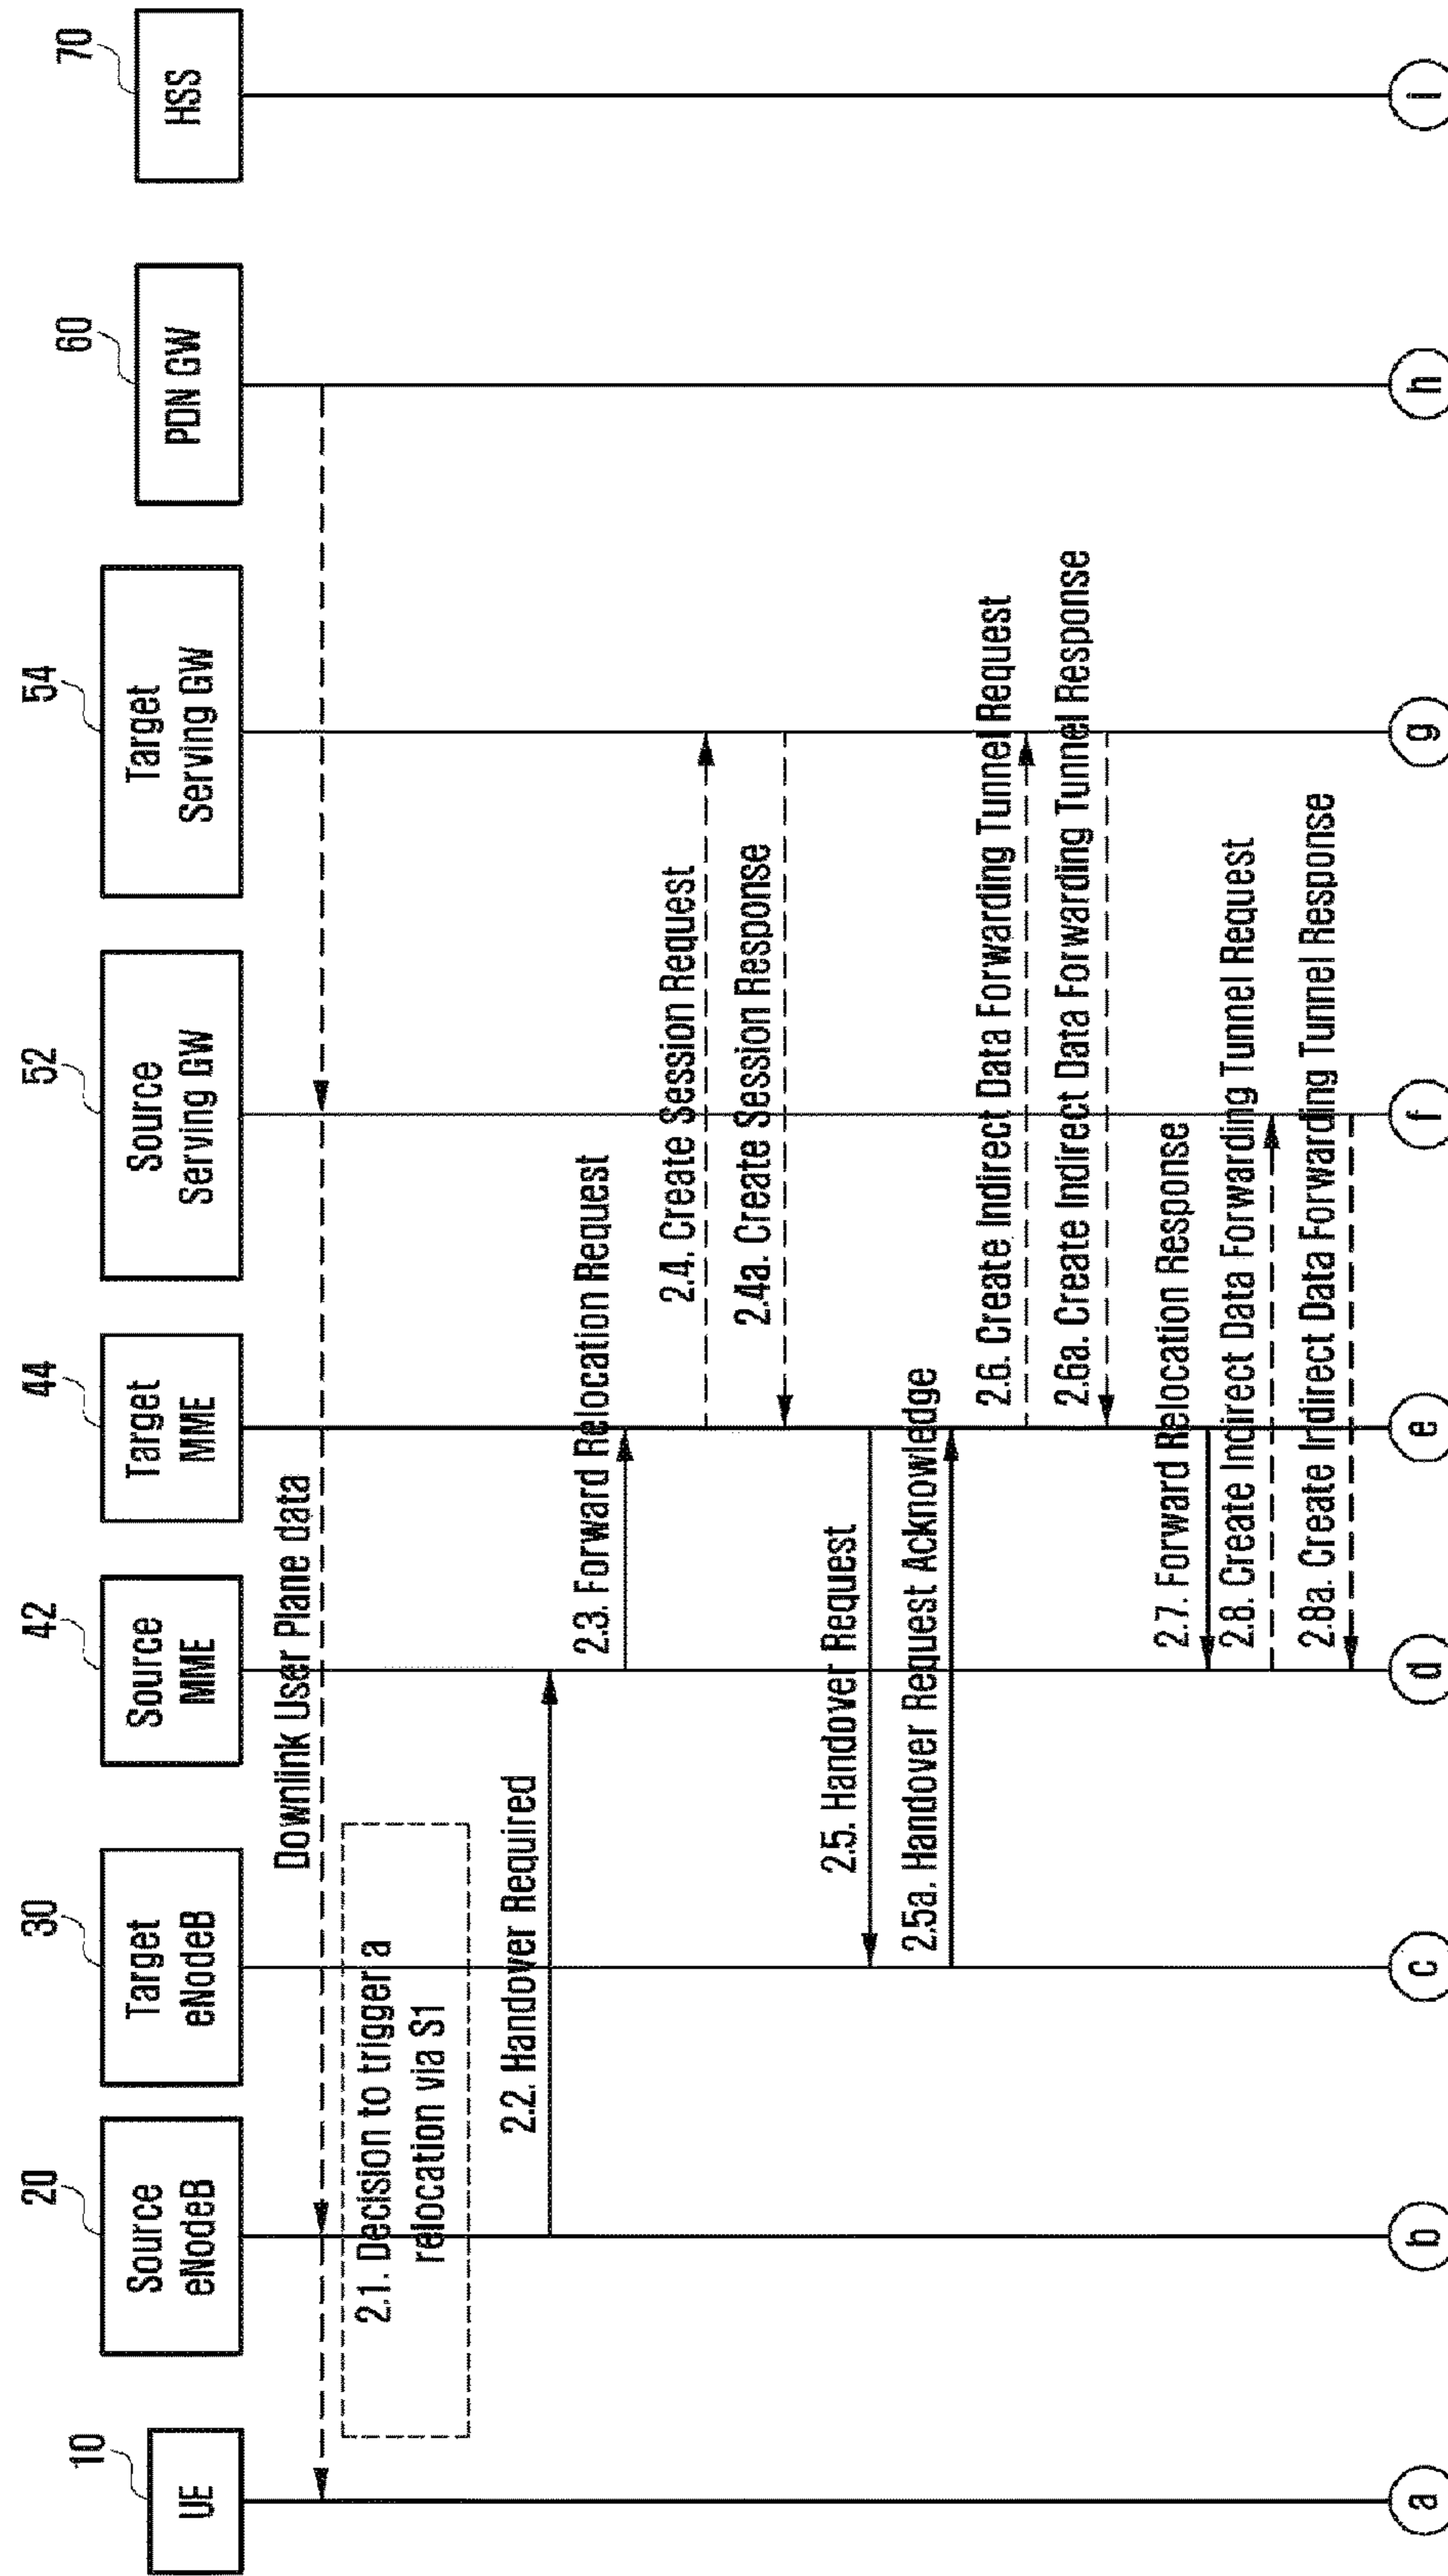 10
20
30
42
44
52
54
60
70
UE
Source
eNodeB
Target
eNodeB
Source
MME
Target
MME
Source
Serving GW
Target
Serving GW
PDN GW
HSS
Downlink User Plane data
2.1. Decision to trigger a
relocation via S1
2.2. Handover Required
2.3. Forward Relocation Request
2.4. Create Session Request
2.4a. Create Session Response
2.5. Handover Request
2.5a. Handover Request Acknowledge
2.6. Create Indirect Data Forwarding Tunnel Request
2.6a. Create Indirect Data Forwarding Tunnel Response
2.7. Forward Relocation Response
2.8. Create Indirect Data Forwarding Tunnel Request
2.8a. Create Indirect Data Forwarding Tunnel Response
a
b
c
d
e
f
g
h
i